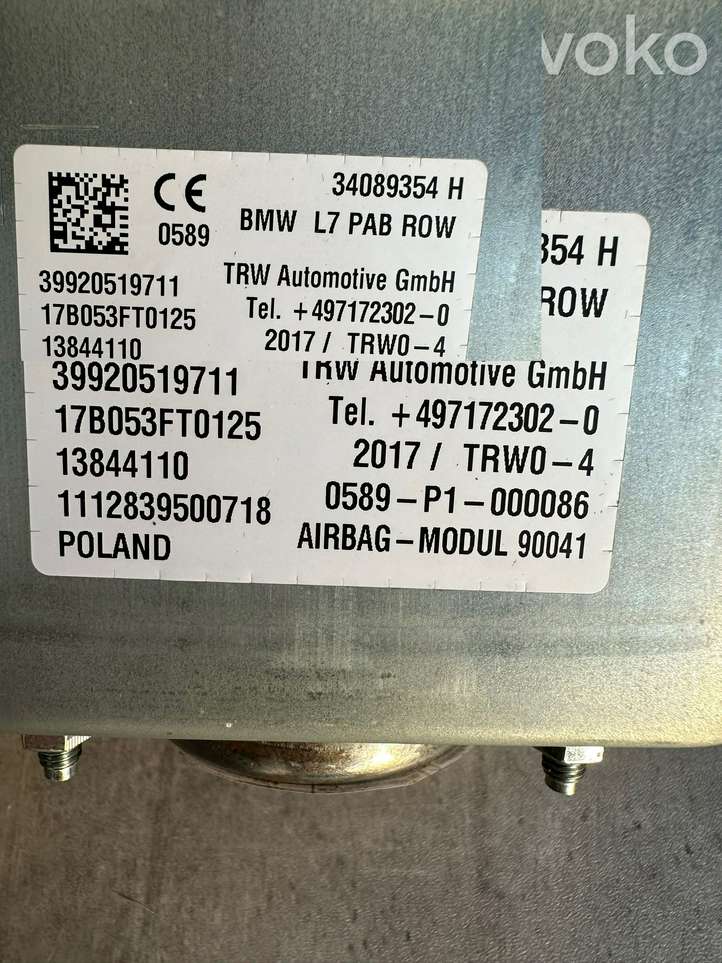 voko
34089354 H
0589
BMW L7 PAB ROW
354 H
ROW
39920519711
TRW Automotive GmbH
17B053FT0125
Tel. +497172302-0
13844110
2017 / TRW0-4
39920519711
TRW Automotive GmbH
17B053FT0125
Tel. +497172302-0
13844110
2017 / TRW0-4
1112839500718
0589-P1-000086
POLAND
AIRBAG-MODUL 90041